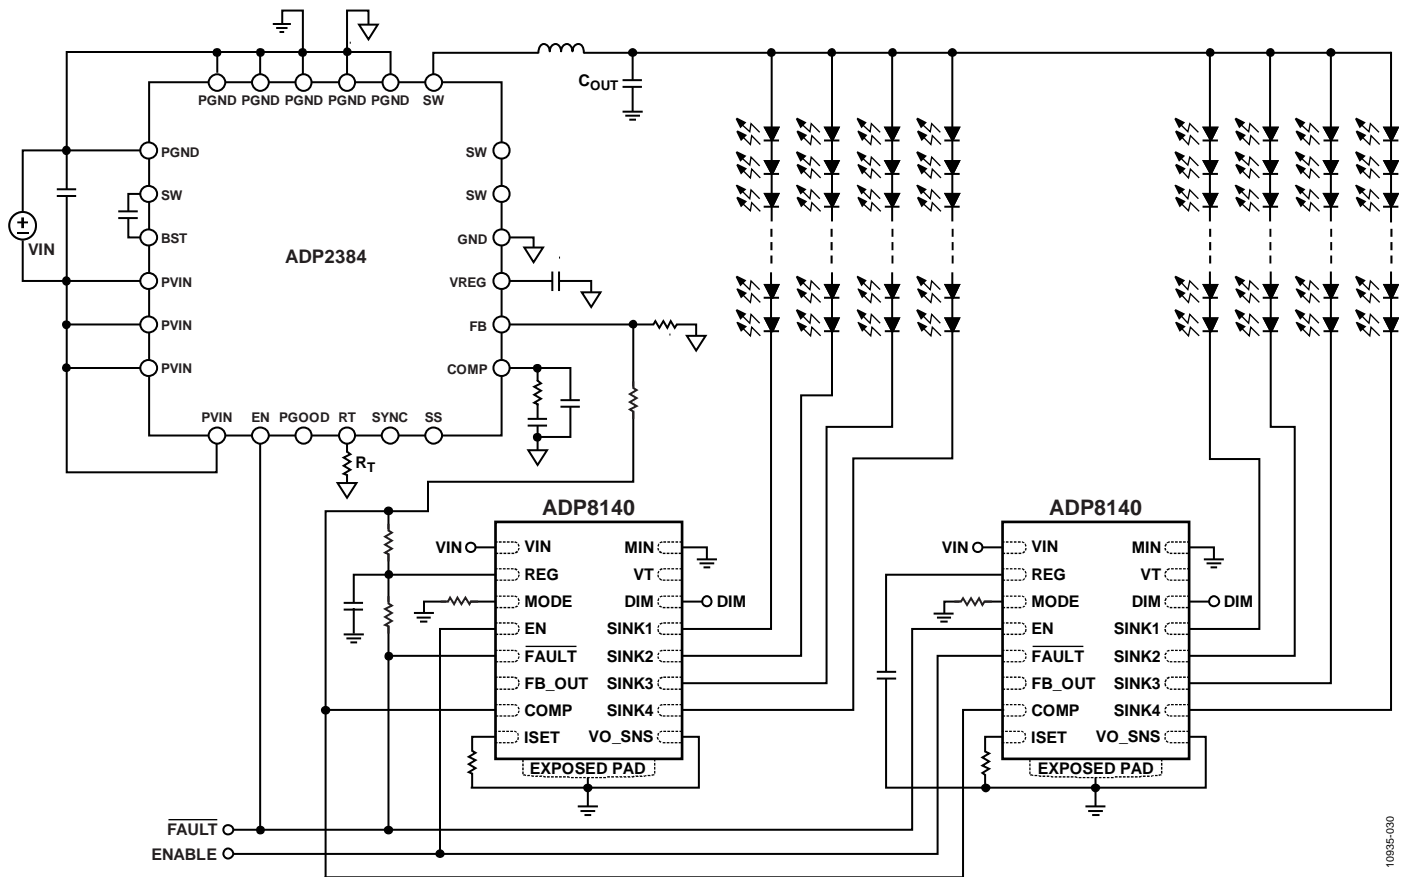 PGND PGND PGND PGND PGND SW
COUT
PGND
SW
BST
PVIN
PVIN
PVIN
VIN
ADP2384
SW
SW
GND
VREG
FB
COMP
PVIN EN PGOOD RT SYNC SS
RT
ADP8140
VIN
VIN
REG
MODE
EN
FAULT
FB_OUT
COMP
ISET
MIN
VT
DIM
DIM
SINK1
SINK2
SINK3
SINK4
VO_SNS
EXPOSED PAD
ADP8140
VIN
VIN
REG
MODE
EN
FAULT
FB_OUT
COMP
ISET
MIN
VT
DIM
DIM
SINK1
SINK2
SINK3
SINK4
VO_SNS
EXPOSED PAD
FAULT
ENABLE
10935-030